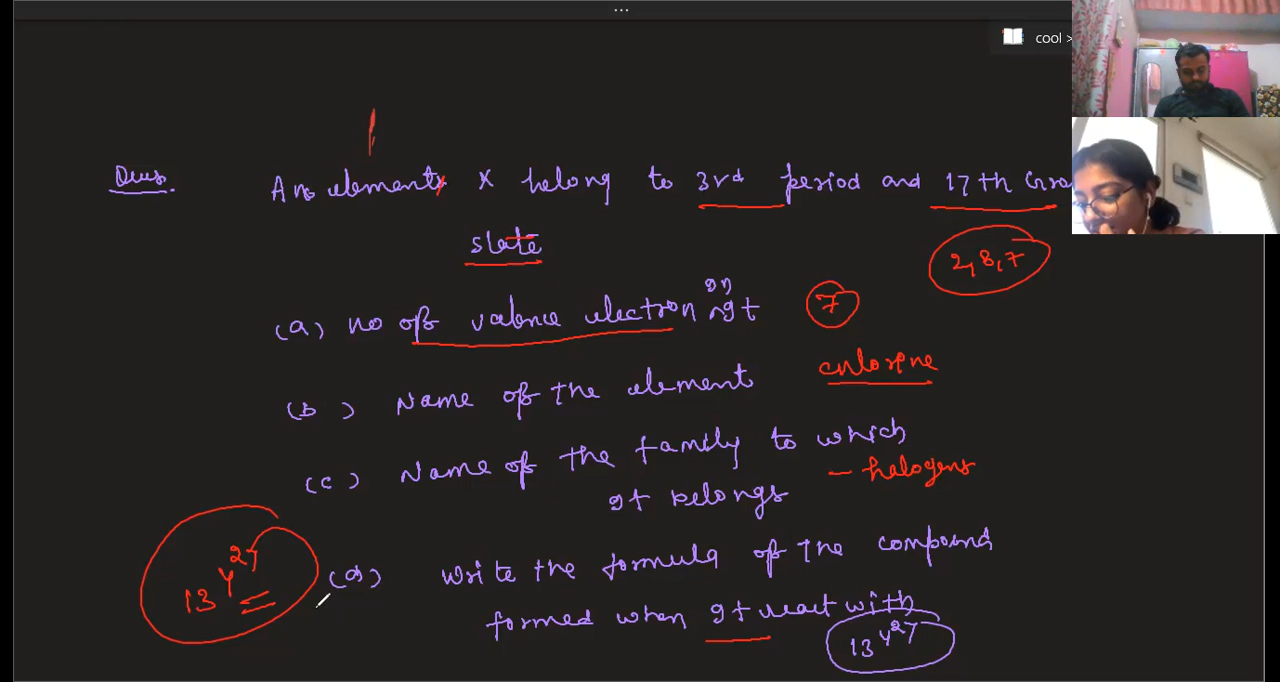 ...
cool >
Ques. An element X belong to 3rd period and 17th
state
2,8,7
(a) no of valence electron in It 7
(b) Name of the element chlorine
(c) Name of the family to which
It belongs – halogens
(d) Write the formula of the compound
formed when It react with
13 Y 27
13 Y 27